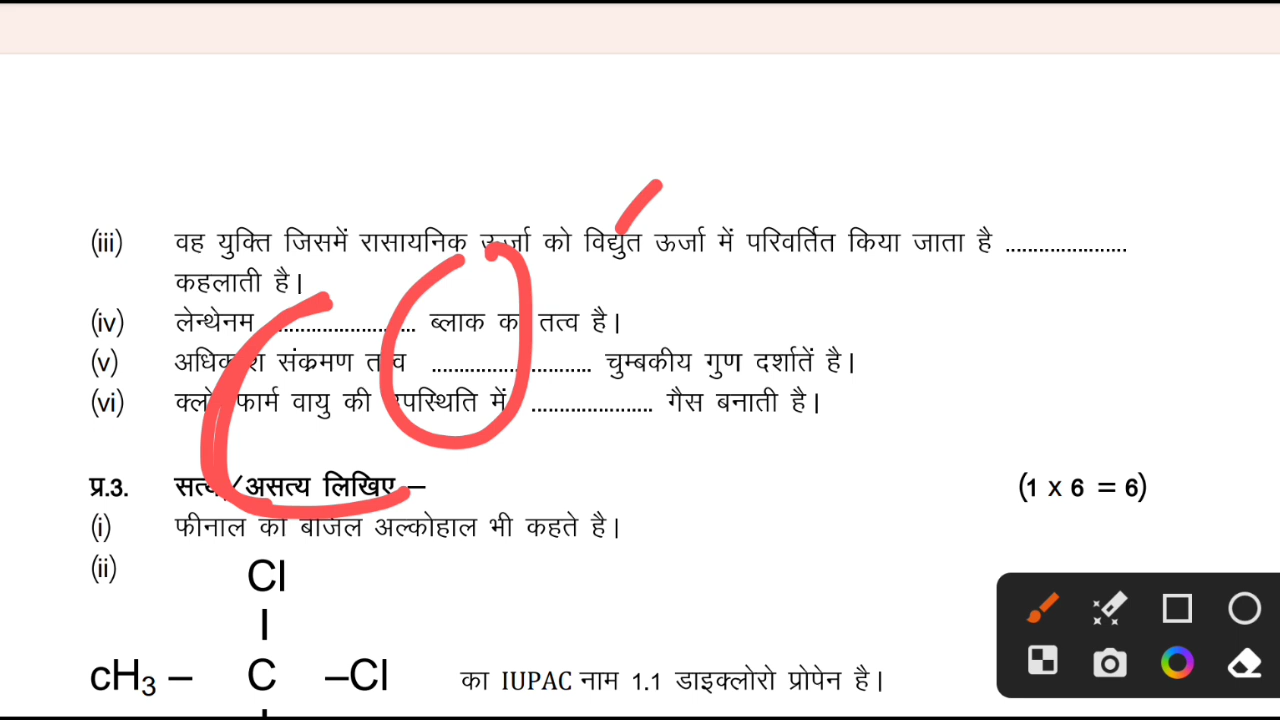 (iii) वह युक्ति जिसमें रासायनिक ऊर्जा को विद्युत ऊर्जा में परिवर्तित किया जाता है .....................
कहलाती है।
(iv) लेन्थेनम ......................... ब्लाक का तत्व है।
(v) अधिकांश संक्रमण तत्व ............................ चुम्बकीय गुण दर्शातें है।
(vi) क्लोरोफार्म वायु की उपस्थिति में ..................... गैस बनाती है।
प्र.3. सत्य/असत्य लिखिए – (1 x 6 = 6)
(i) फीनाल को बेंजिल अल्कोहाल भी कहते है।
(ii)
Cl
I
cH₃ – C –Cl का IUPAC नाम 1.1 डाइक्लोरो प्रोपेन है।